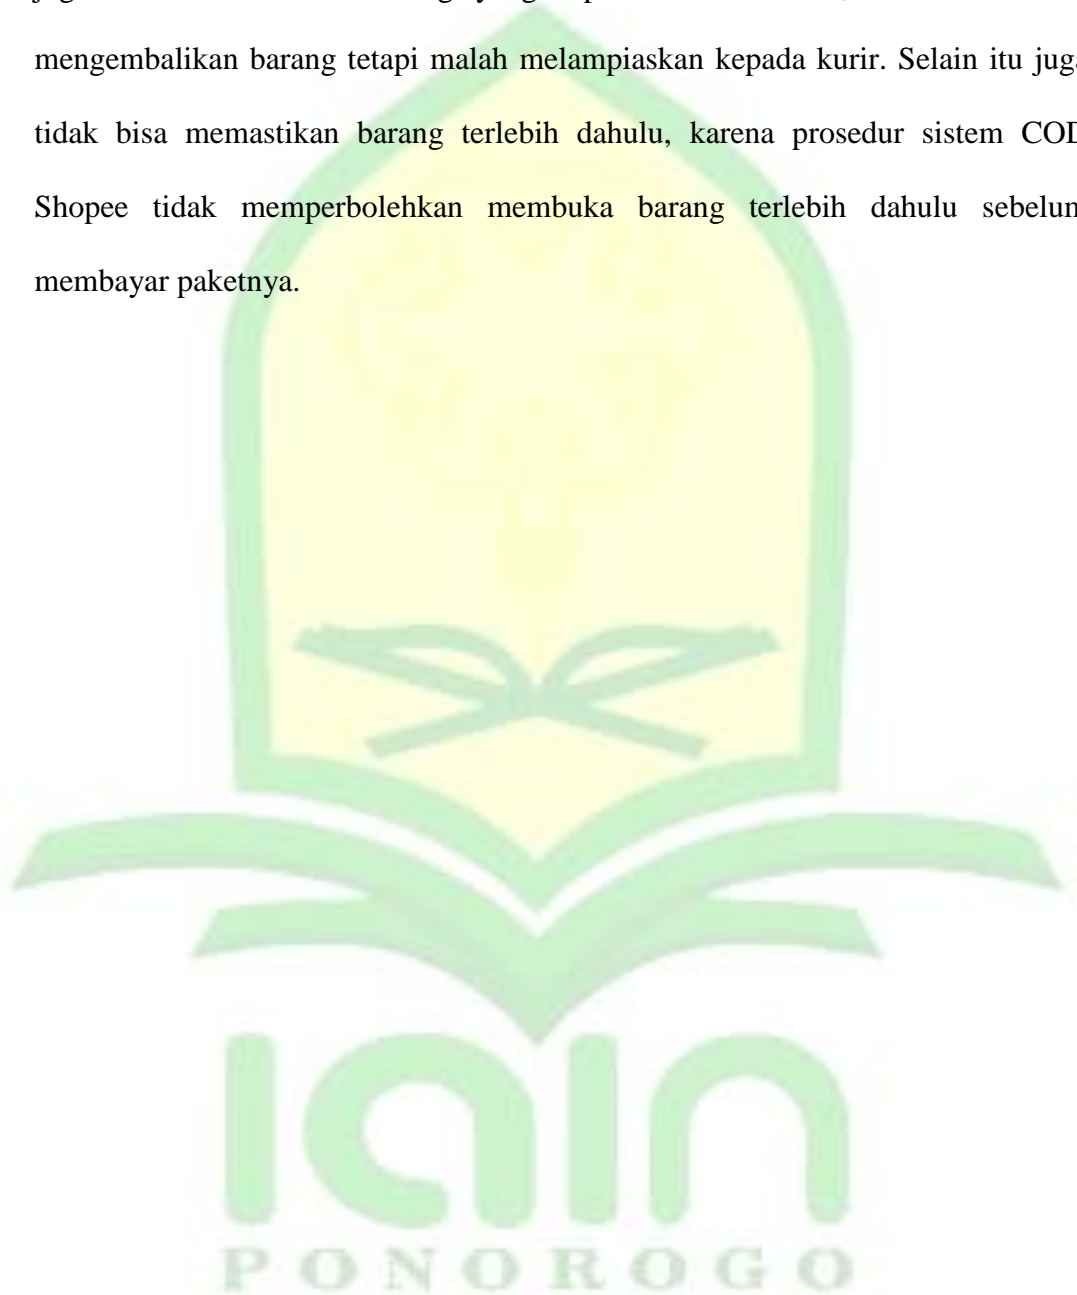 mengembalikan barang tetapi malah melampiaskan kepada kurir. Selain itu juga
tidak bisa memastikan barang terlebih dahulu, karena prosedur sistem COD
Shopee tidak memperbolehkan membuka barang terlebih dahulu sebelum
membayar paketnya.
iain
PONOROGO